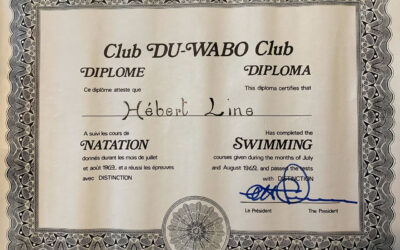 Club DU-WABO Club
DIPLOME DIPLOMA
Ce diplôme atteste que This diploma certifies that
Hébert Line
A suivi les cours de Has completed the
NATATION SWIMMING
donnés durant les mois de juillet courses given during the months of July
et août 1969, et a réussi les épreuves and August 1969, and passed the tests
avec DISTINCTION with DISTINCTION
Le Président The President